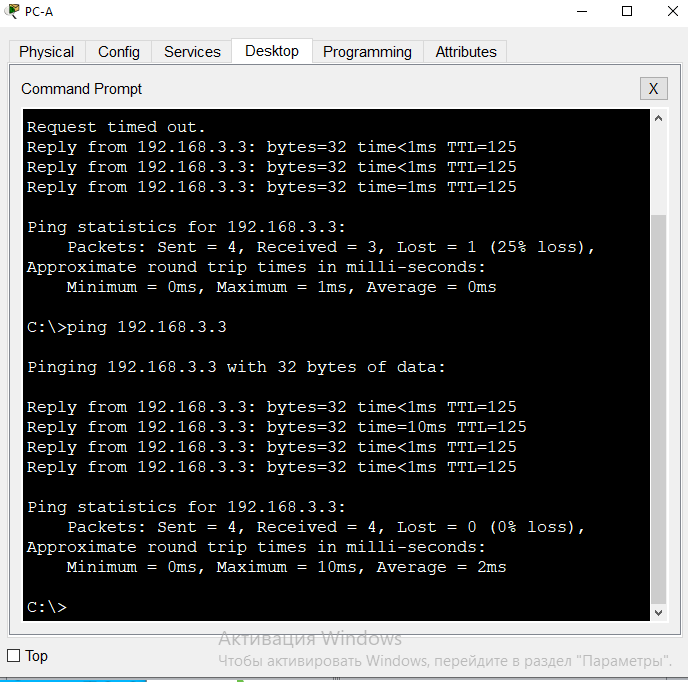 PC-A
Physical Config Services Desktop Programming Attributes
Command Prompt X
Request timed out.
Reply from 192.168.3.3: bytes=32 time<1ms TTL=125
Reply from 192.168.3.3: bytes=32 time<1ms TTL=125
Reply from 192.168.3.3: bytes=32 time=1ms TTL=125
Ping statistics for 192.168.3.3:
Packets: Sent = 4, Received = 3, Lost = 1 (25% loss),
Approximate round trip times in milli-seconds:
Minimum = 0ms, Maximum = 1ms, Average = 0ms
C:\>ping 192.168.3.3
Pinging 192.168.3.3 with 32 bytes of data:
Reply from 192.168.3.3: bytes=32 time<1ms TTL=125
Reply from 192.168.3.3: bytes=32 time=10ms TTL=125
Reply from 192.168.3.3: bytes=32 time<1ms TTL=125
Reply from 192.168.3.3: bytes=32 time<1ms TTL=125
Ping statistics for 192.168.3.3:
Packets: Sent = 4, Received = 4, Lost = 0 (0% loss),
Approximate round trip times in milli-seconds:
Minimum = 0ms, Maximum = 10ms, Average = 2ms
C:\>
Активация Windows
Чтобы активировать Windows, перейдите в раздел "Параметры".
Top